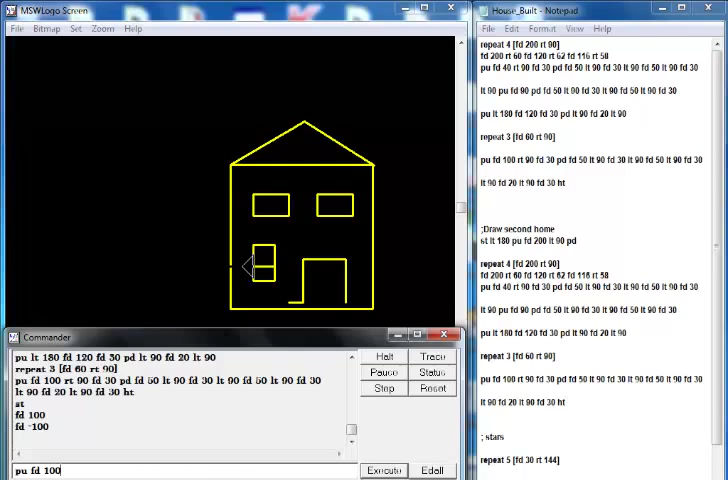 MSWLogo Screen
File Bitmap Set Zoom Help
House_Built - Notepad
File Edit Format View Help
repeat 4 [fd 200 rt 90]
fd 200 rt 60 fd 120 rt 62 fd 116 rt 58
pu fd 40 rt 90 fd 30 pd fd 50 lt 90 fd 30 lt 90 fd 50 lt 90 fd 30
lt 90 pu fd 90 pd fd 50 lt 90 fd 30 lt 90 fd 50 lt 90 fd 30
pu lt 180 fd 120 fd 30 pd lt 90 fd 20 lt 90
repeat 3 [fd 60 rt 90]
pu fd 100 rt 90 fd 30 pd fd 50 lt 90 fd 30 lt 90 fd 50 lt 90 fd 30
lt 90 fd 20 lt 90 fd 30 ht
;Draw second home
st lt 180 pu fd 200 lt 90 pd
repeat 4 [fd 200 rt 90]
fd 200 rt 60 fd 120 rt 62 fd 116 rt 58
pu fd 40 rt 90 fd 30 pd fd 50 lt 90 fd 30 lt 90 fd 50 lt 90 fd 30
lt 90 pu fd 90 pd fd 50 lt 90 fd 30 lt 90 fd 50 lt 90 fd 30
pu lt 180 fd 120 fd 30 pd lt 90 fd 20 lt 90
repeat 3 [fd 60 rt 90]
pu fd 100 rt 90 fd 30 pd fd 50 lt 90 fd 30 lt 90 fd 50 lt 90 fd 30
lt 90 fd 20 lt 90 fd 30 ht
; stars
repeat 5 [fd 30 rt 144]
Commander
pu lt 180 fd 120 fd 30 pd lt 90 fd 20 lt 90
repeat 3 [fd 60 rt 90]
pu fd 100 rt 90 fd 30 pd fd 50 lt 90 fd 30 lt 90 fd 50 lt 90 fd 30
lt 90 fd 20 lt 90 fd 30 ht
st
fd 100
fd -100
pu fd 100
Halt Trace
Pause Status
Step Reset
Execute Edall